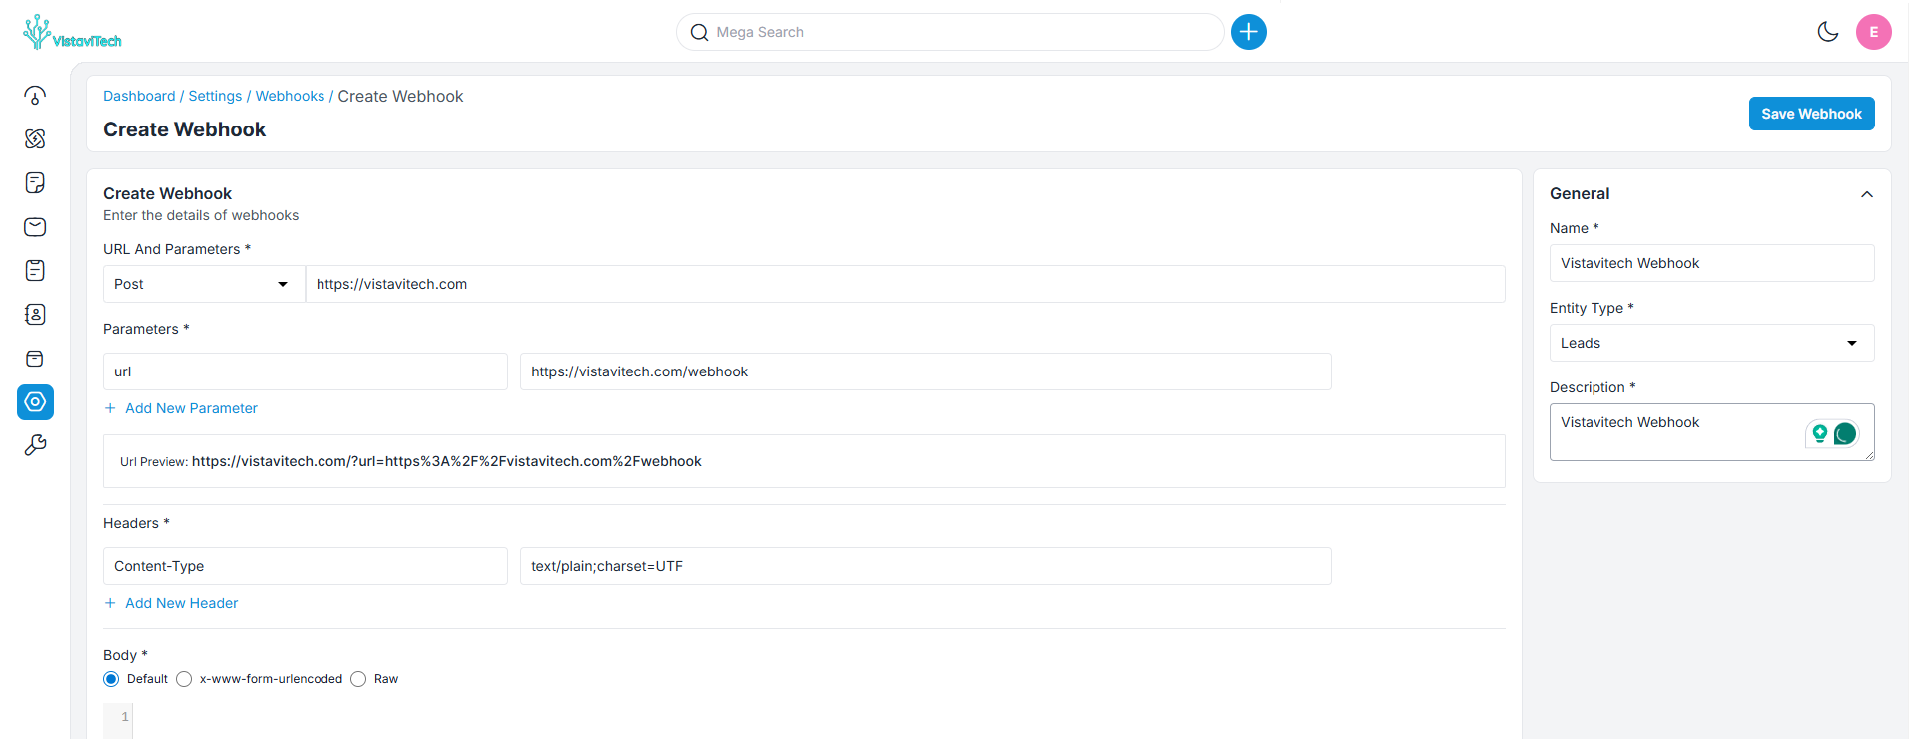 VistaviTech
Mega Search
E
Dashboard / Settings / Webhooks / Create Webhook
Create Webhook
Save Webhook
Create Webhook
Enter the details of webhooks
URL And Parameters *
Post
https://vistavitech.com
Parameters *
url
https://vistavitech.com/webhook
+ Add New Parameter
Url Preview: https://vistavitech.com/?url=https%3A%2F%2Fvistavitech.com%2Fwebhook
Headers *
Content-Type
text/plain;charset=UTF
+ Add New Header
Body *
Default x-www-form-urlencoded Raw
1
General
Name *
Vistavitech Webhook
Entity Type *
Leads
Description *
Vistavitech Webhook